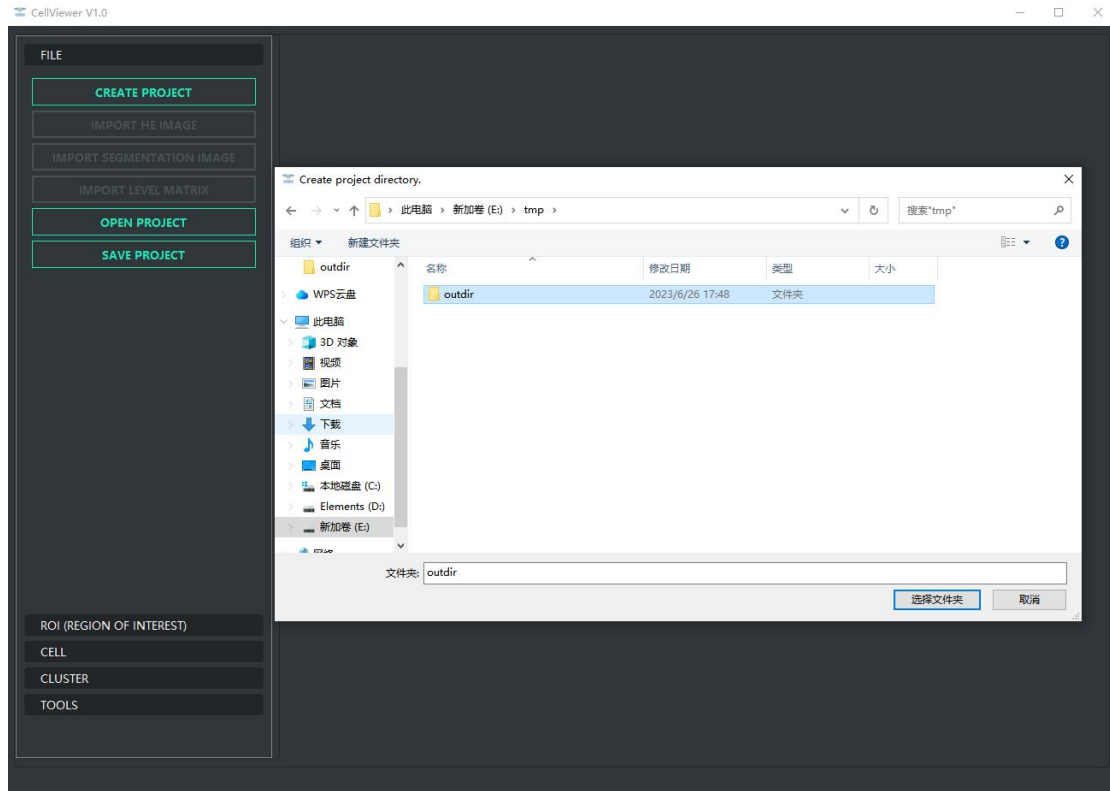 CellViewer V1.0
FILE
CREATE PROJECT
IMPORT HE IMAGE
IMPORT SEGMENTATION IMAGE
IMPORT LEVEL MATRIX
OPEN PROJECT
SAVE PROJECT
ROI (REGION OF INTEREST)
CELL
CLUSTER
TOOLS
Create project directory.
此电脑 › 新加卷 (E:) › tmp ›
搜索"tmp"
组织 新建文件夹
outdir
WPS云盘
此电脑
3D 对象
视频
图片
文档
下载
音乐
桌面
本地磁盘 (C:)
Elements (D:)
新加卷 (E:)
名称 修改日期 类型 大小
outdir 2023/6/26 17:48 文件夹
文件夹: outdir
选择文件夹 取消